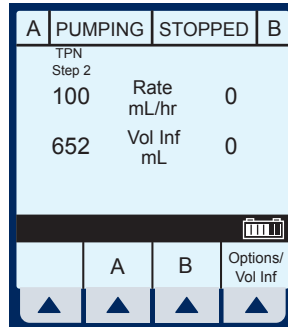 A PUMPING STOPPED B
TPN
Step 2
100 Rate mL/hr 0
652 Vol Inf mL 0
A B Options/ Vol Inf